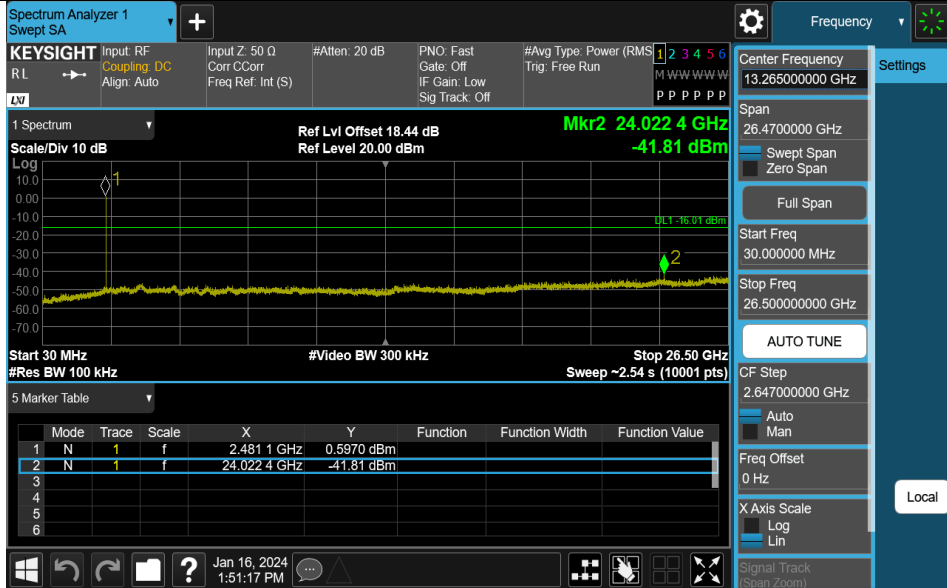 Spectrum Analyzer 1
Swept SA
+
Frequency
KEYSIGHT
RL
LXI
Input: RF
Coupling: DC
Align: Auto
Input Z: 50 Ω
Corr CCorr
Freq Ref: Int (S)
#Atten: 20 dB
PNO: Fast
Gate: Off
IF Gain: Low
Sig Track: Off
#Avg Type: Power (RMS
Trig: Free Run
1 2 3 4 5 6
M W W W W W
P P P P P P
1 Spectrum
Scale/Div 10 dB
Ref Lvl Offset 18.44 dB
Ref Level 20.00 dBm
Mkr2 24.022 4 GHz
-41.81 dBm
Log
10.0
0.00
-10.0
-20.0
-30.0
-40.0
-50.0
-60.0
-70.0
1
DL1 -16.01 dBm
2
Start 30 MHz
#Video BW 300 kHz
Stop 26.50 GHz
#Res BW 100 kHz
Sweep ~2.54 s (10001 pts)
5 Marker Table
Mode Trace Scale X Y Function Function Width Function Value
1 N 1 f 2.481 1 GHz 0.5970 dBm
2 N 1 f 24.022 4 GHz -41.81 dBm
3
4
5
6
Jan 16, 2024
1:51:17 PM
?
Center Frequency
13.265000000 GHz
Span
26.4700000 GHz
Swept Span
Zero Span
Full Span
Start Freq
30.000000 MHz
Stop Freq
26.500000000 GHz
AUTO TUNE
CF Step
2.647000000 GHz
Auto
Man
Freq Offset
0 Hz
X Axis Scale
Log
Lin
Signal Track
(Span Zoom)
Settings
Local